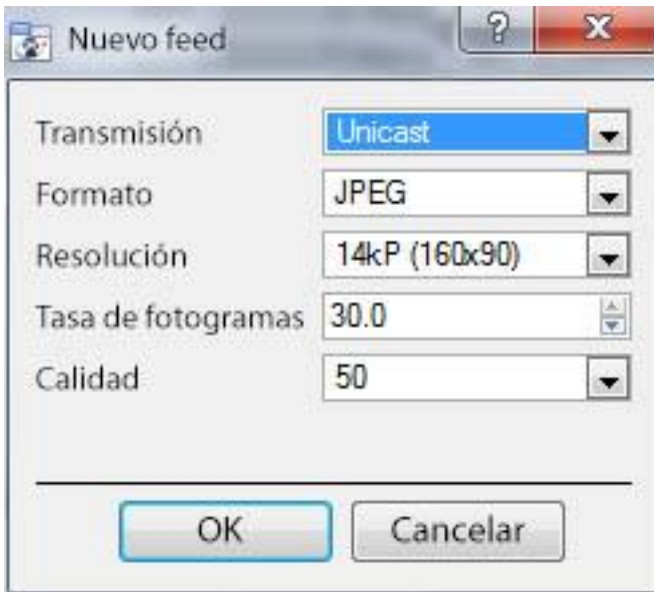 Nuevo feed
Transmisión Unicast
Formato JPEG
Resolución 14kP (160x90)
Tasa de fotogramas 30.0
Calidad 50
OK Cancelar